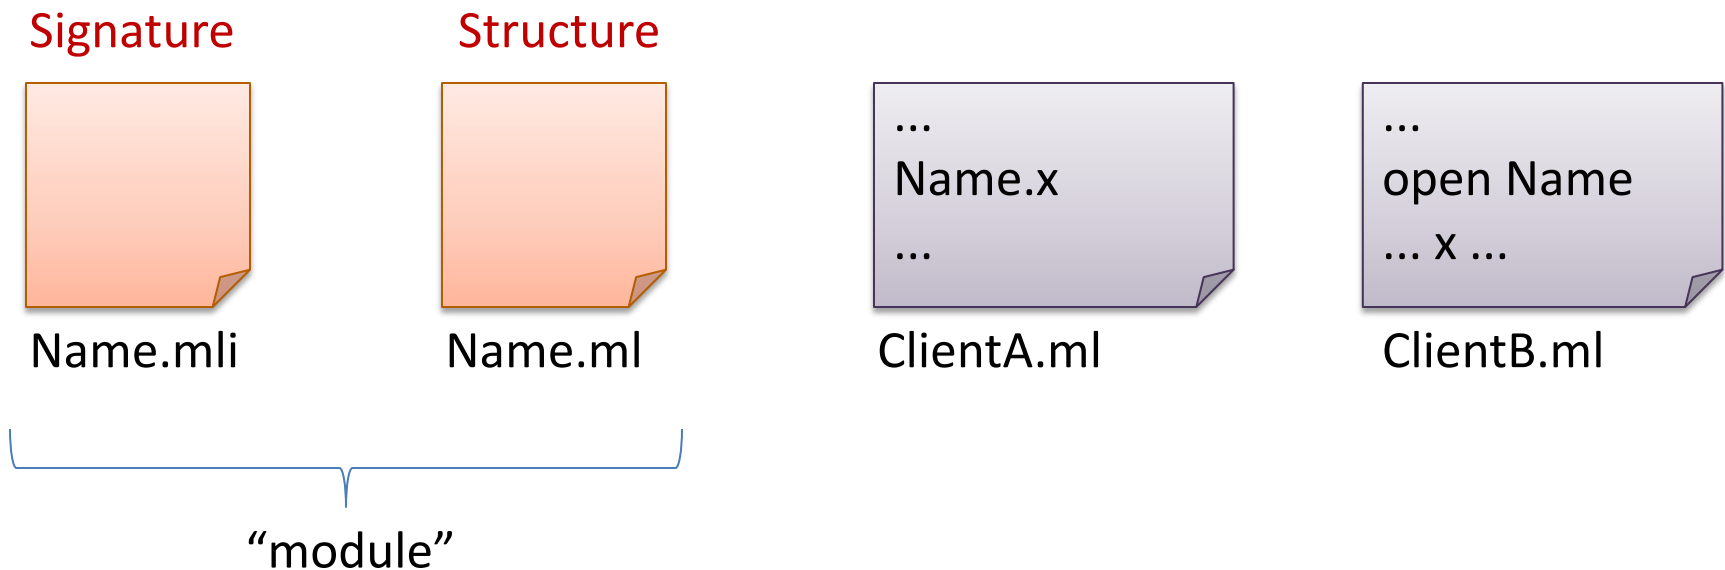 Signature
Structure
...
Name.x
...
...
open Name
... x ...
Name.mli
Name.ml
ClientA.ml
ClientB.ml
“module”